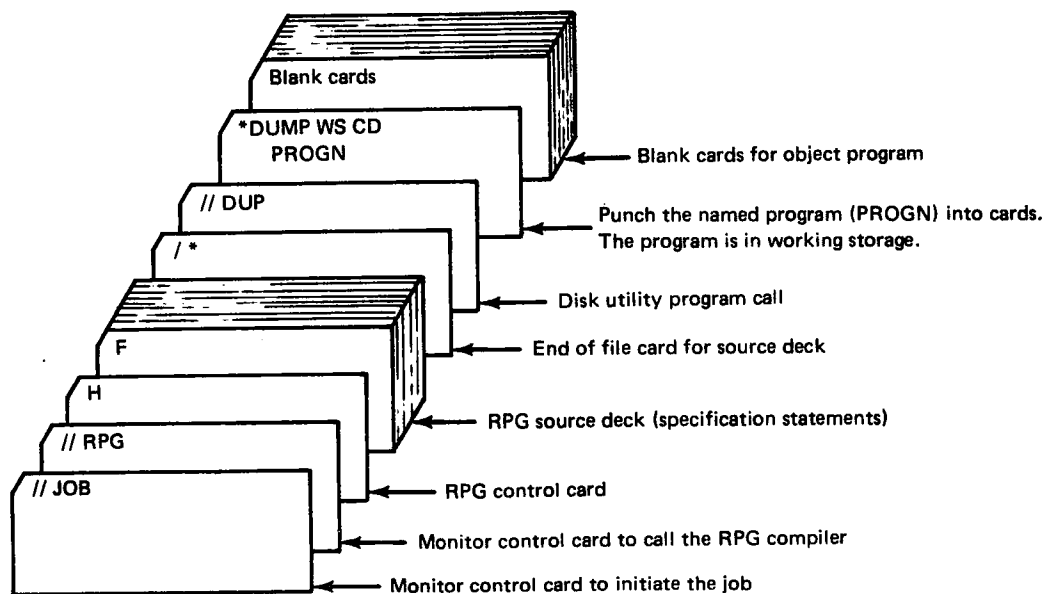 Blank cards
*DUMP WS CD
PROGN
Blank cards for object program
// DUP
Punch the named program (PROGN) into cards.
The program is in working storage.
/ *
Disk utility program call
F
End of file card for source deck
H
RPG source deck (specification statements)
// RPG
RPG control card
// JOB
Monitor control card to call the RPG compiler
Monitor control card to initiate the job